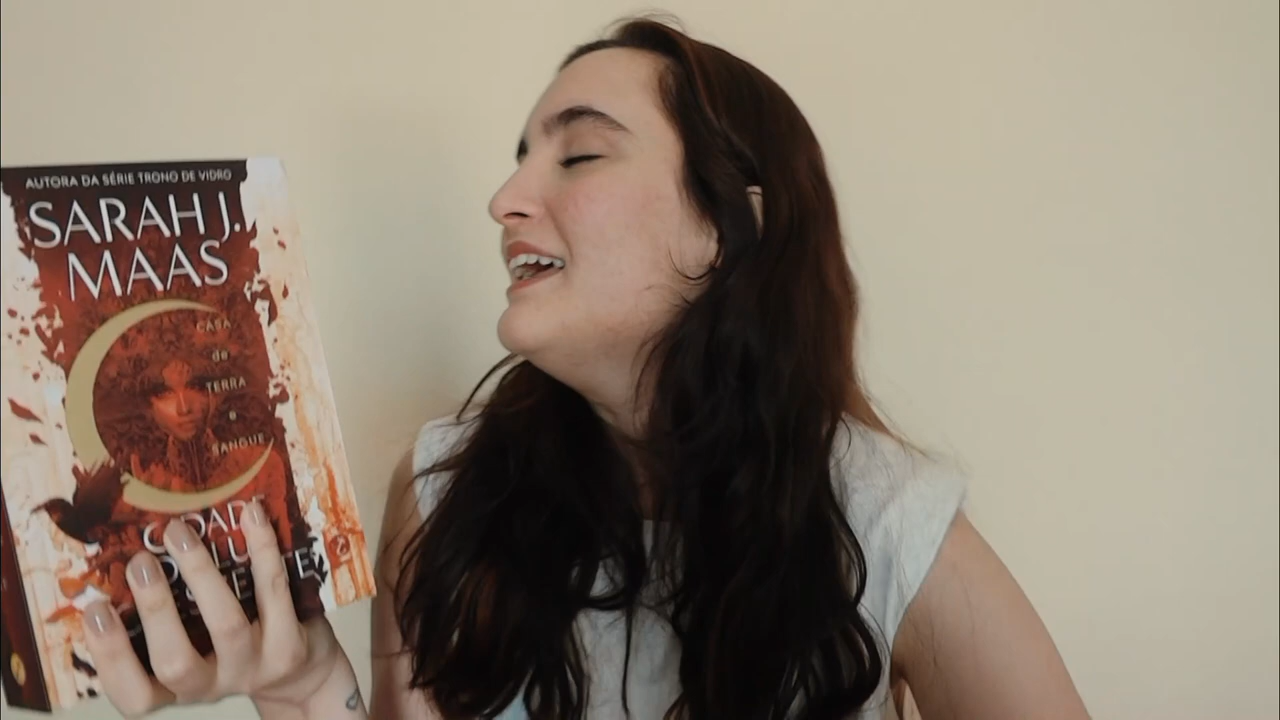 AUTORA DA SÉRIE TRONO DE VIDRO
SARAH J.
MAAS
CASA
de
TERRA
e
SANGUE